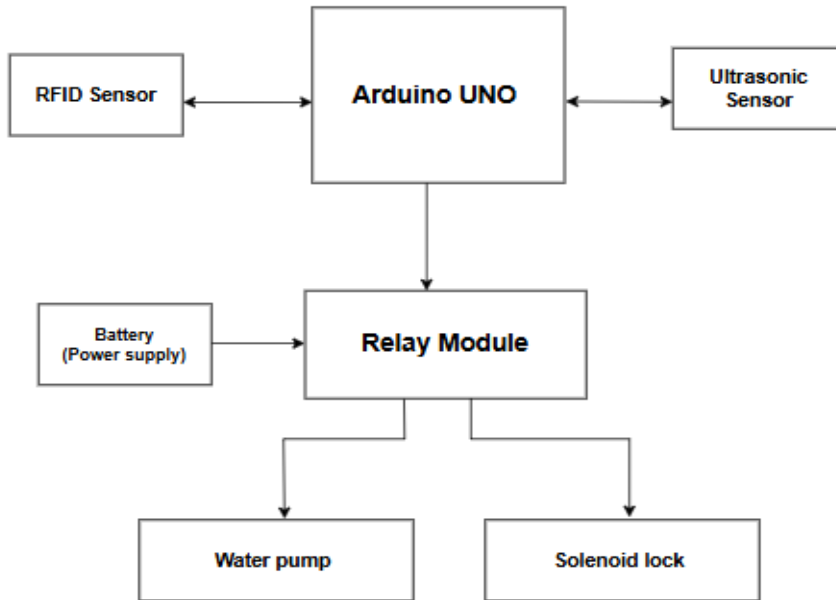 RFID Sensor
Arduino UNO
Ultrasonic
Sensor
Battery
(Power supply)
Relay Module
Water pump
Solenoid lock